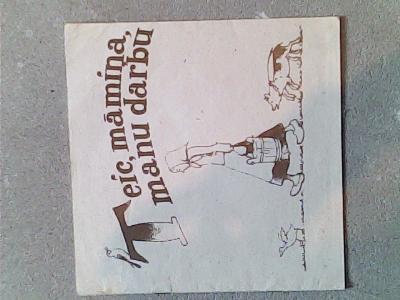 Teic, māmiņa,
manu darbu